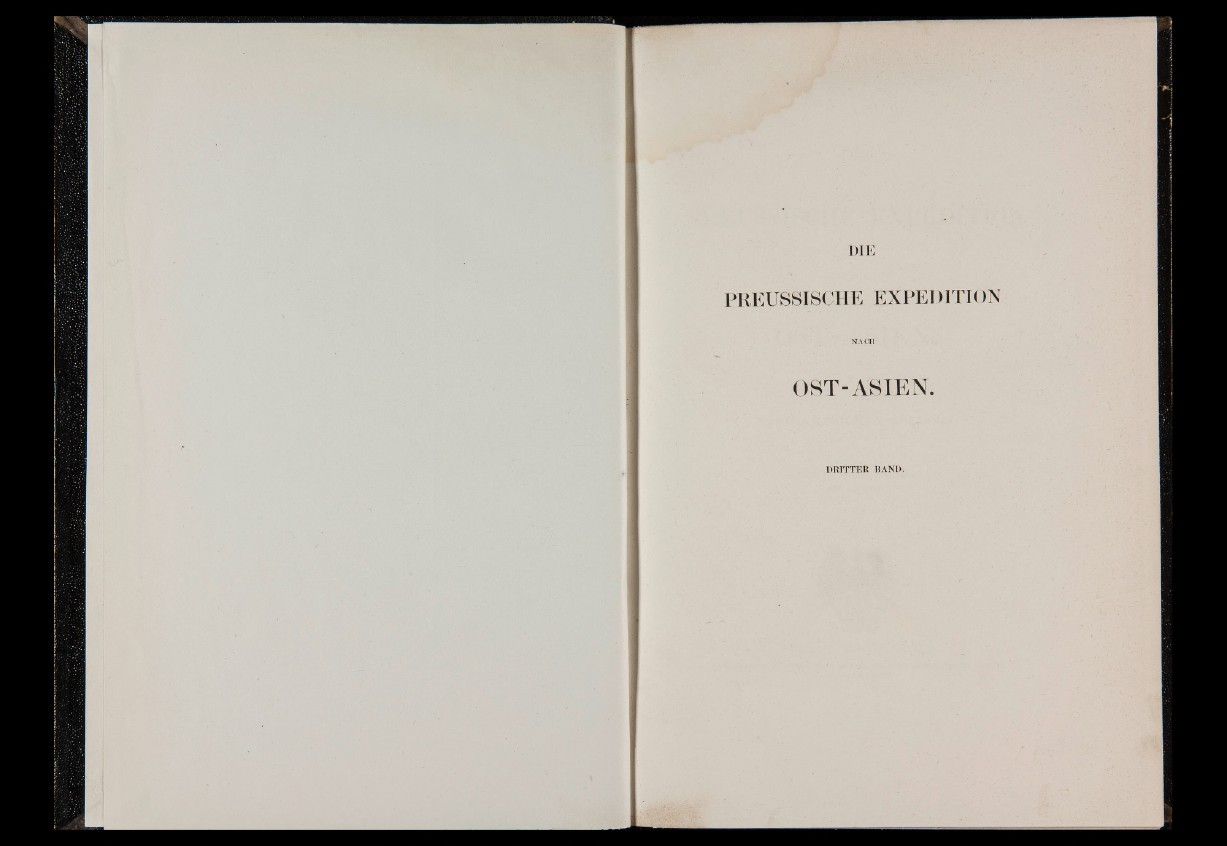 DIE
PREUSSISCHE EXPEDITION
NACH
OST-ASIEN.
DRITTER BAND.